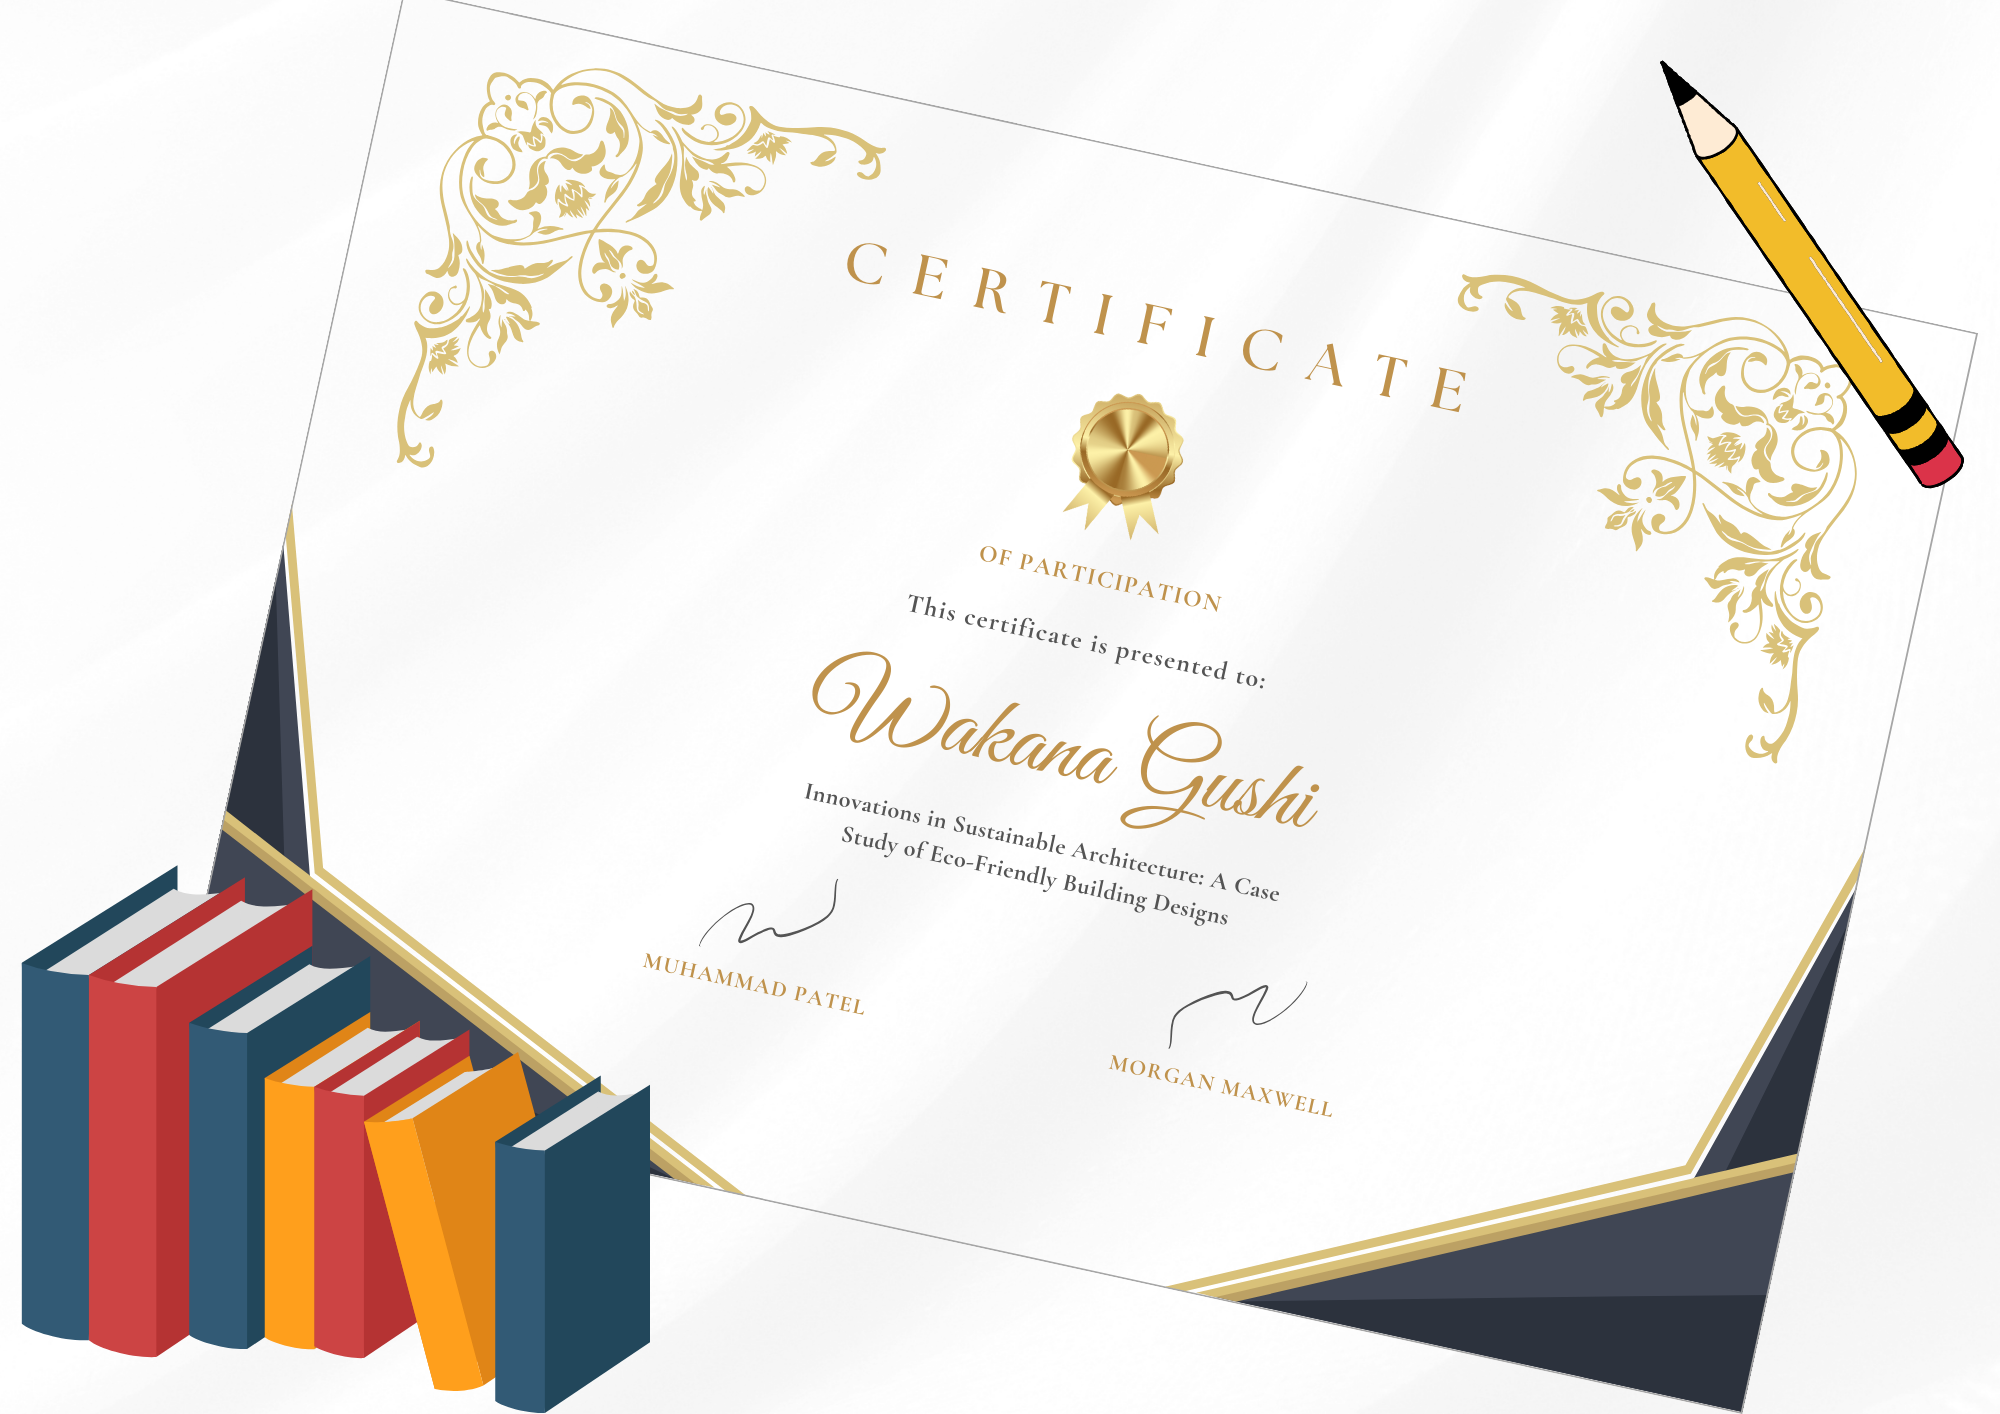 CERTIFICATE
OF PARTICIPATION
This certificate is presented to:
Wakana Gushi
Innovations in Sustainable Architecture: A Case
Study of Eco-Friendly Building Designs
MUHAMMAD PATEL
MORGAN MAXWELL